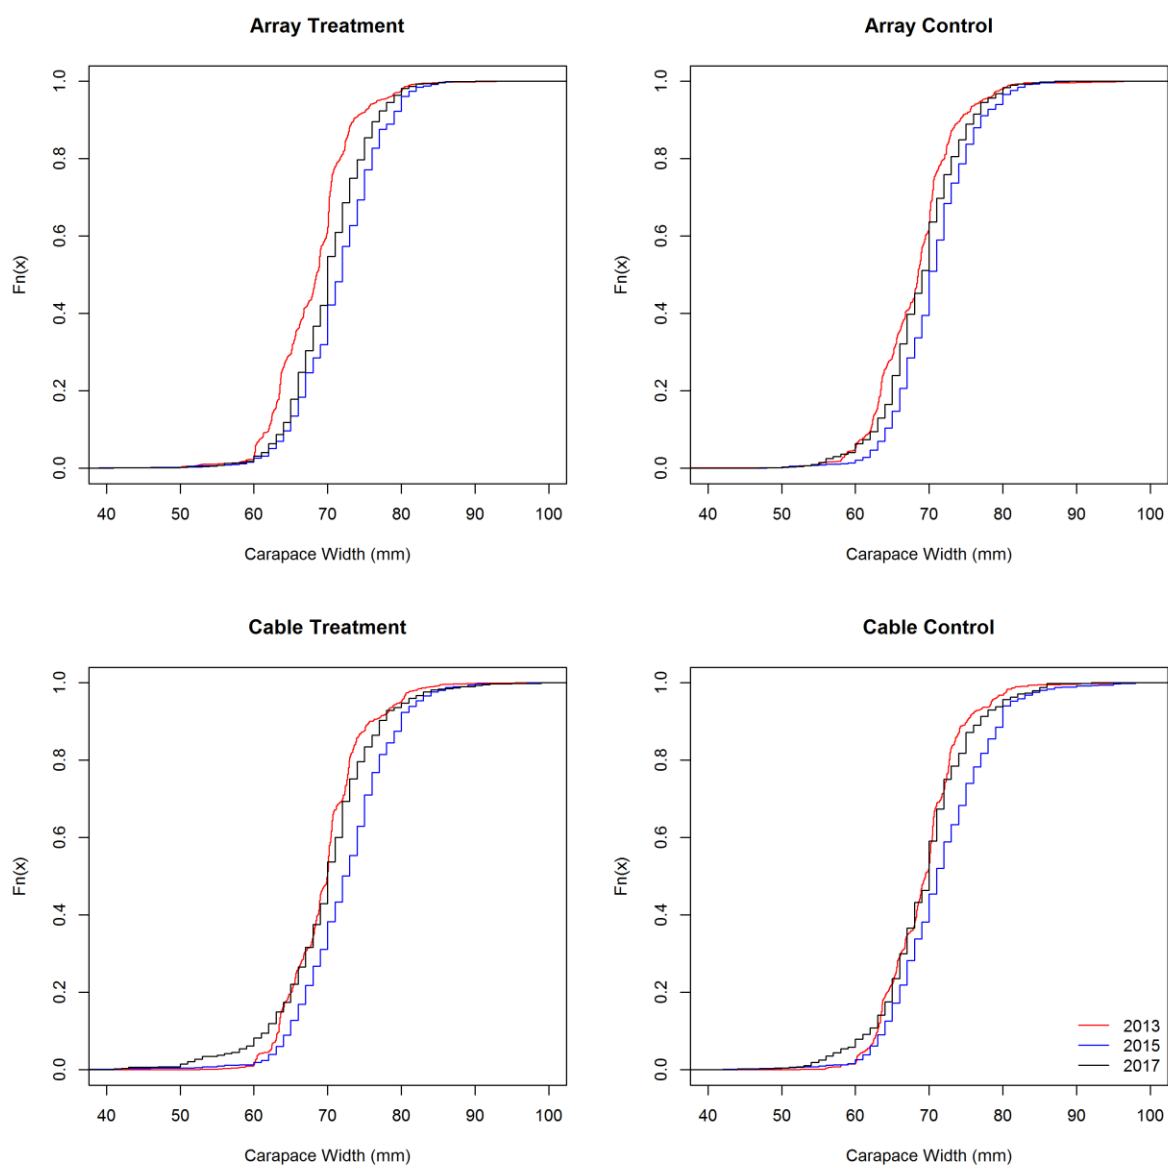 Array Treatment
Fn(x)
0.0 0.2 0.4 0.6 0.8 1.0
40 50 60 70 80 90 100
Carapace Width (mm)
Array Control
Fn(x)
0.0 0.2 0.4 0.6 0.8 1.0
40 50 60 70 80 90 100
Carapace Width (mm)
Cable Treatment
Fn(x)
0.0 0.2 0.4 0.6 0.8 1.0
40 50 60 70 80 90 100
Carapace Width (mm)
Cable Control
Fn(x)
0.0 0.2 0.4 0.6 0.8 1.0
2013
2015
2017
40 50 60 70 80 90 100
Carapace Width (mm)